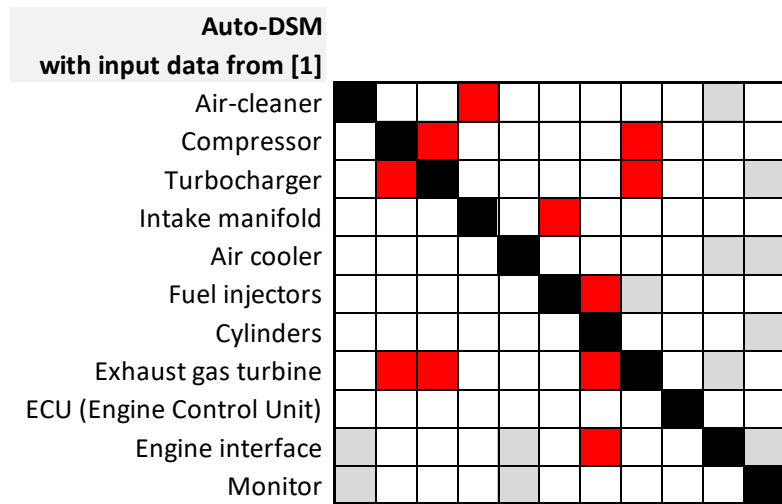 Auto-DSM
with input data from [1]
Air-cleaner
Compressor
Turbocharger
Intake manifold
Air cooler
Fuel injectors
Cylinders
Exhaust gas turbine
ECU (Engine Control Unit)
Engine interface
Monitor